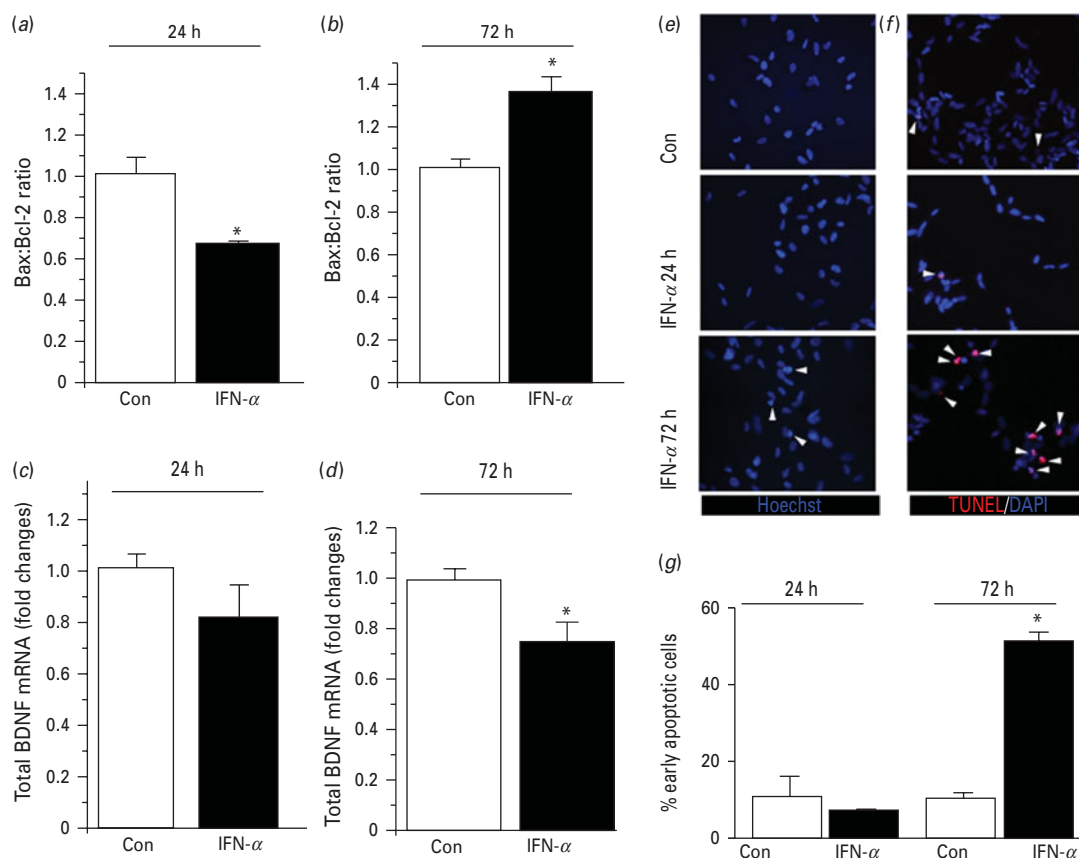 (a)
24 h
Bax:Bcl-2 ratio
1.4
1.2
1.0
0.8
0.6
0.4
0.2
0
*
Con IFN-α
(b)
72 h
Bax:Bcl-2 ratio
1.4
1.2
1.0
0.8
0.6
0.4
1.2
0
*
Con IFN-α
(c)
24 h
Total BDNF mRNA (fold changes)
1.2
1.0
0.8
0.6
0.4
0.2
0
Con IFN-α
(d)
72 h
Total BDNF mRNA (fold changes)
1.2
1.0
0.8
0.6
0.4
1.2
0
*
Con IFN-α
(e) (f)
Con
IFN-α 24 h
IFN-α 72 h
Hoechst TUNEL/DAPI
(g)
24 h 72 h
% early apoptotic cells
60
40
20
0
*
Con IFN-α Con IFN-α